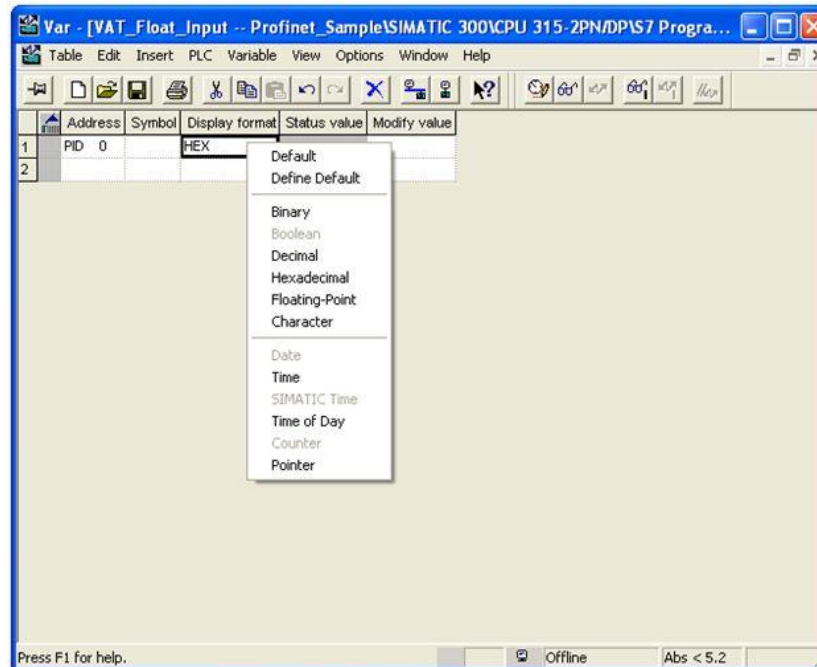 Var - [VAT_Float_Input -- Profinet_Sample\SIMATIC 300\CPU 315-2PN/DP\S7 Progra...
Table Edit Insert PLC Variable View Options Window Help
Address Symbol Display format Status value Modify value
1 PID 0 HEX
2
Default
Define Default
Binary
Boolean
Decimal
Hexadecimal
Floating-Point
Character
Date
Time
SIMATIC Time
Time of Day
Counter
Pointer
Press F1 for help. Offline Abs < 5.2